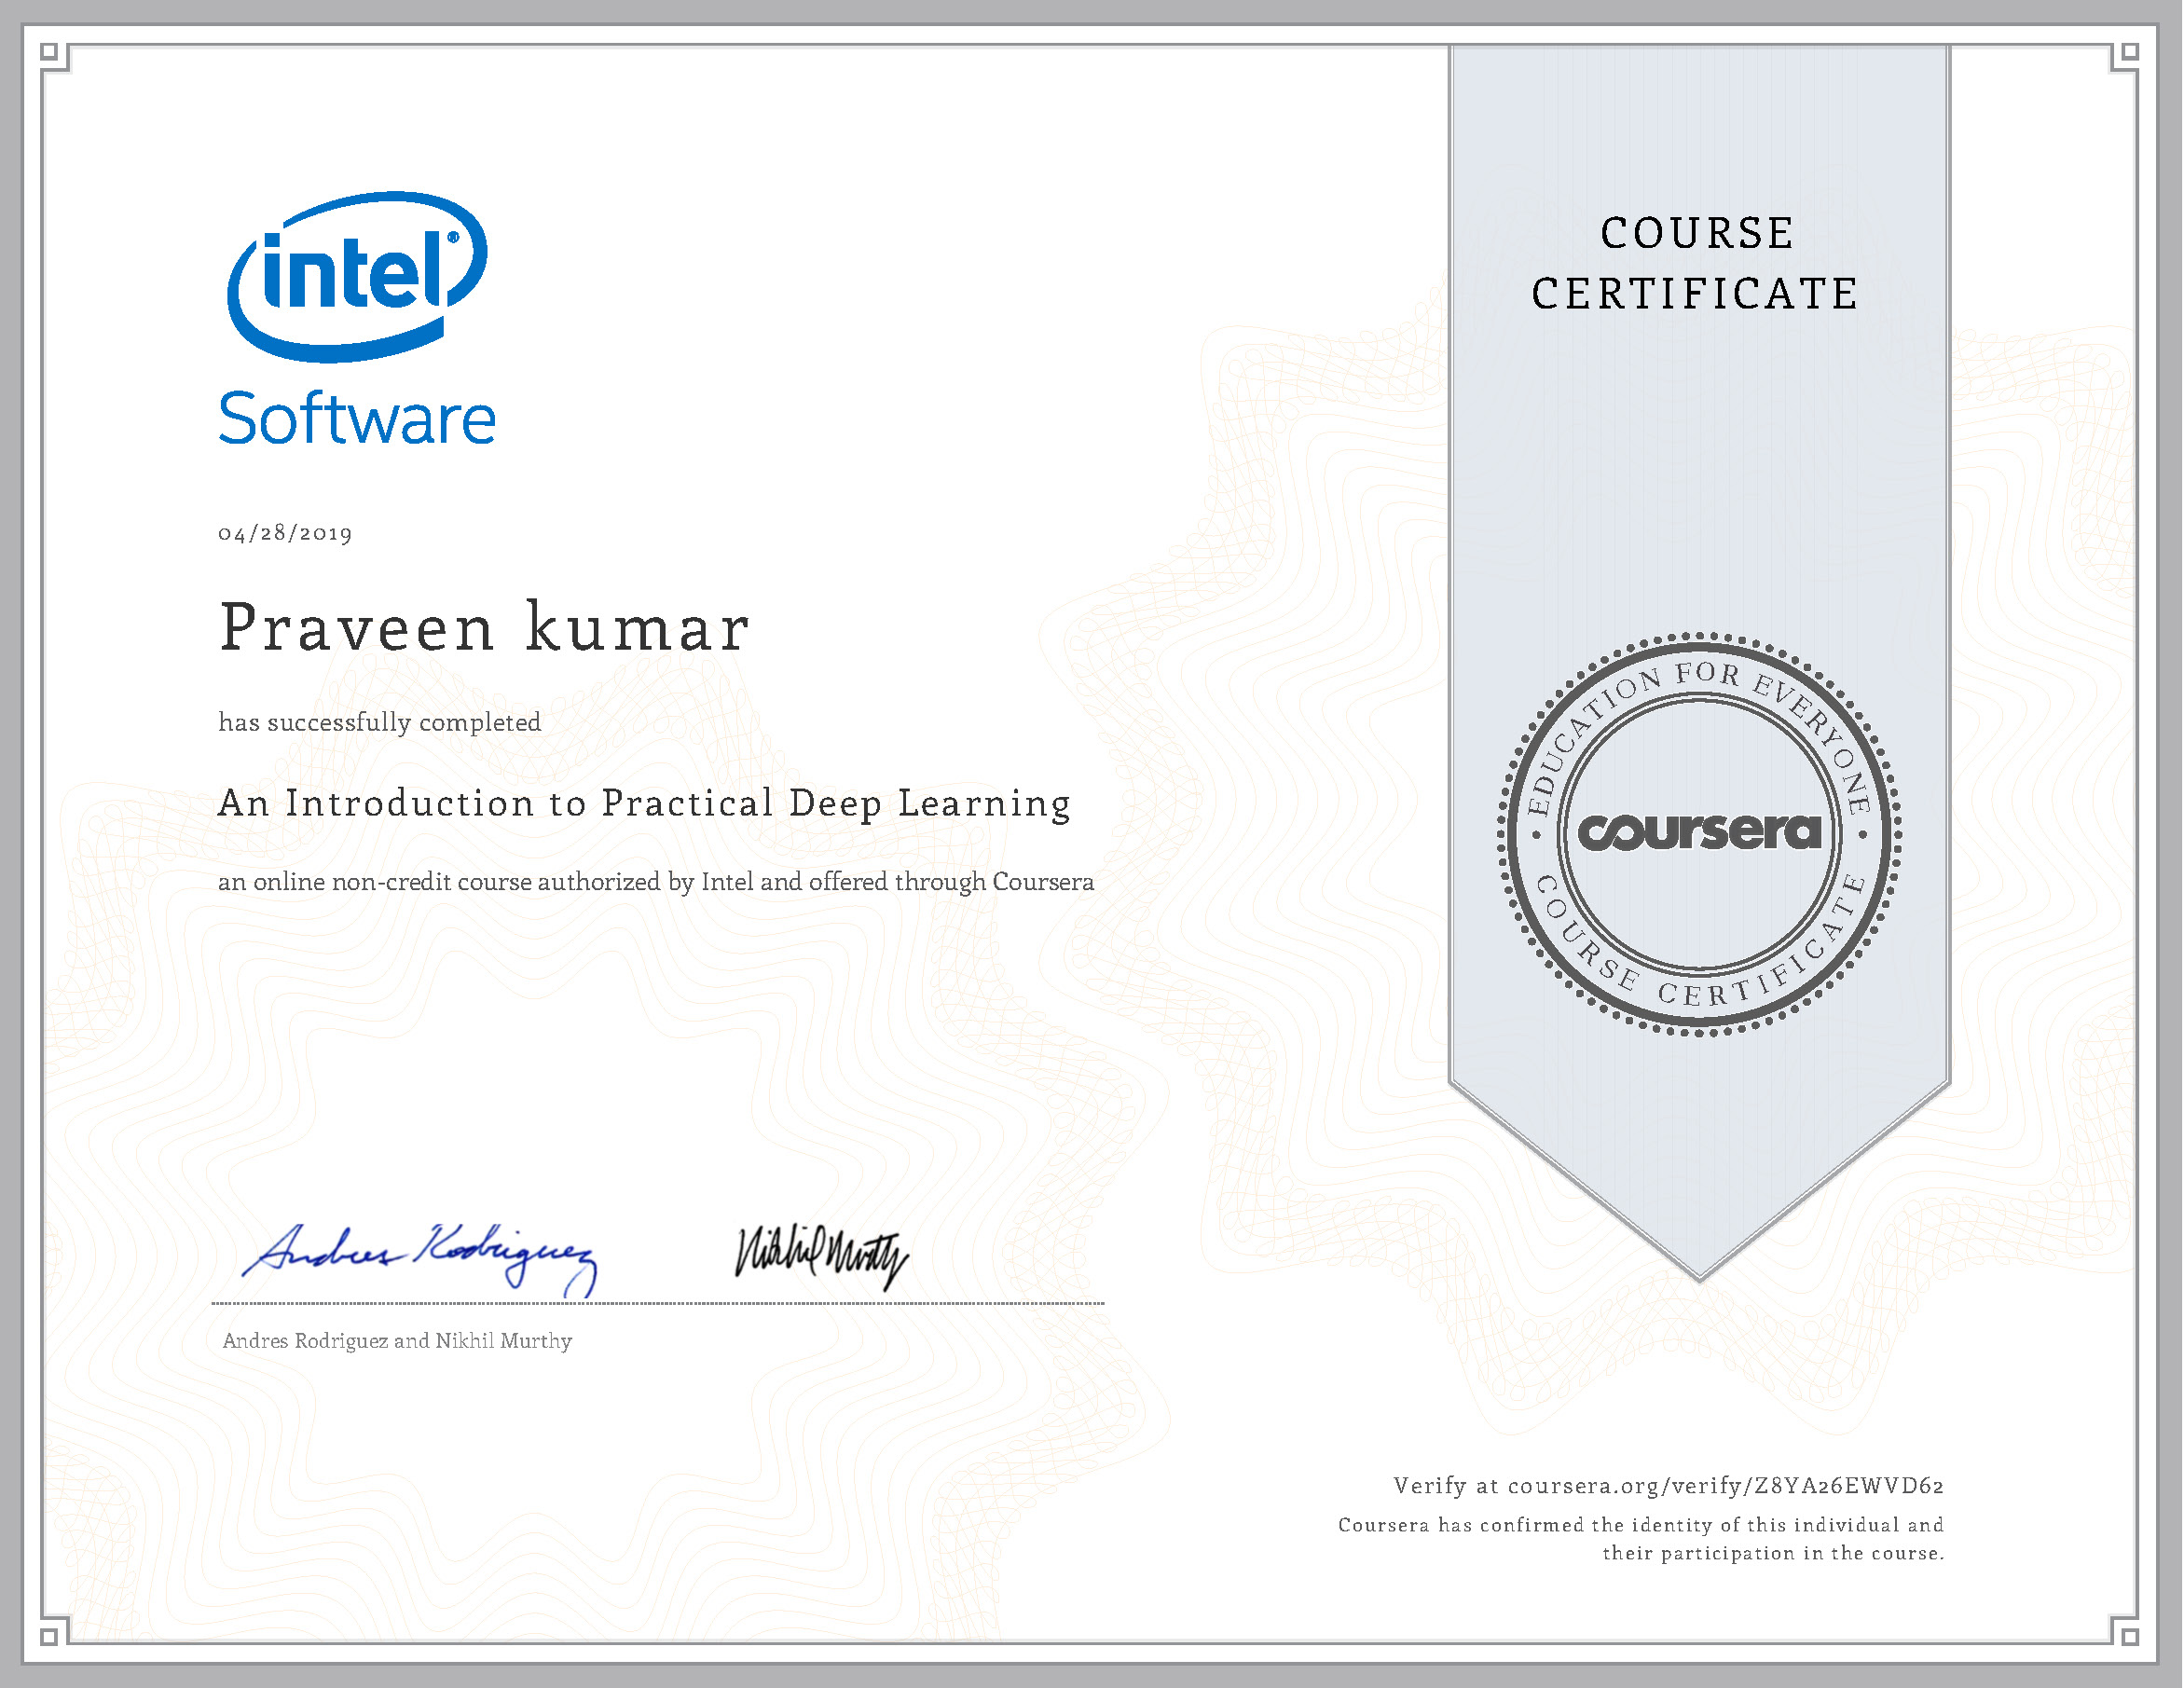 intel®
Software
COURSE
CERTIFICATE
04/28/2019
Praveen kumar
has successfully completed
An Introduction to Practical Deep Learning
an online non-credit course authorized by Intel and offered through Coursera
EDUCATION FOR EVERYONE
coursera
COURSE CERTIFICATE
Andres Rodriguez Nikhil Murthy
Andres Rodriguez and Nikhil Murthy
Verify at coursera.org/verify/Z8YA26EWVD62
Coursera has confirmed the identity of this individual and
their participation in the course.